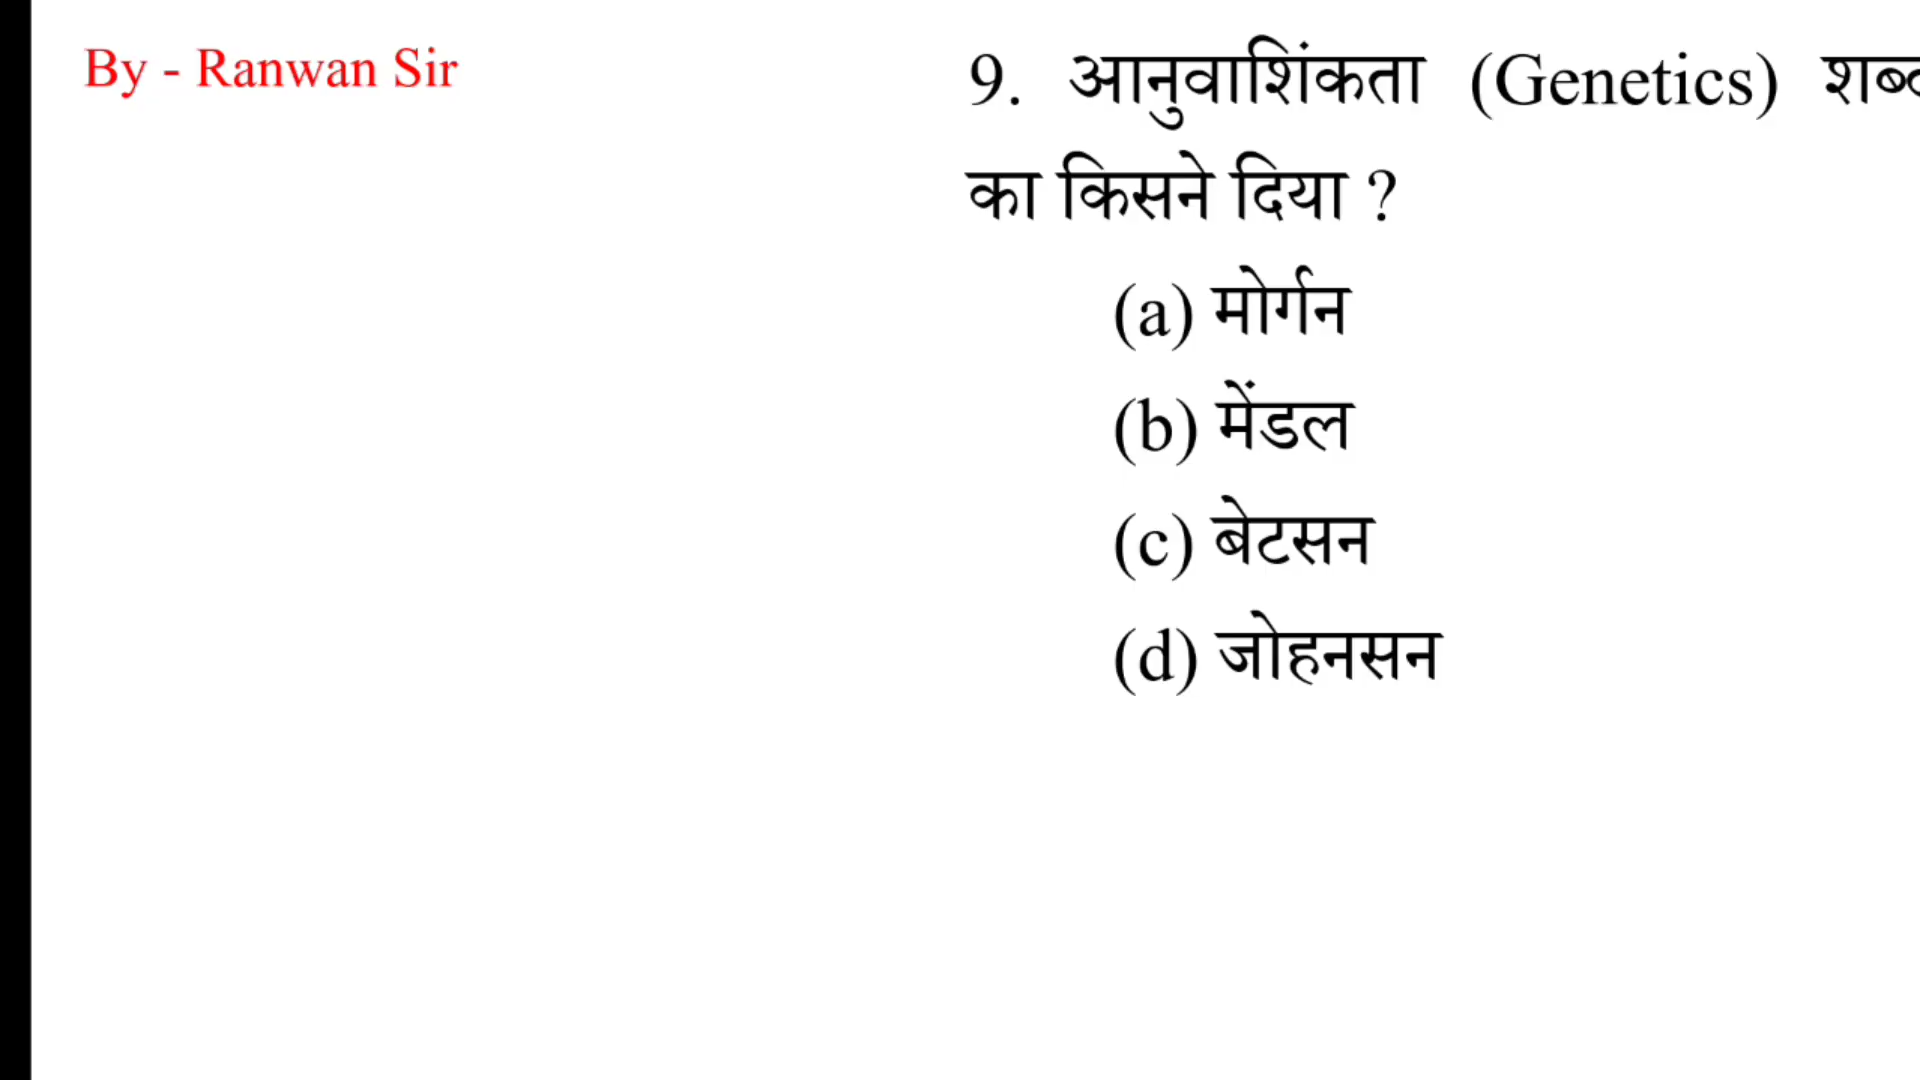 By - Ranwan Sir
9. आनुवाशिंकता (Genetics)
का किसने दिया ?
(a) मोर्गन
(b) मेंडल
(c) बेटसन
(d) जोहनसन